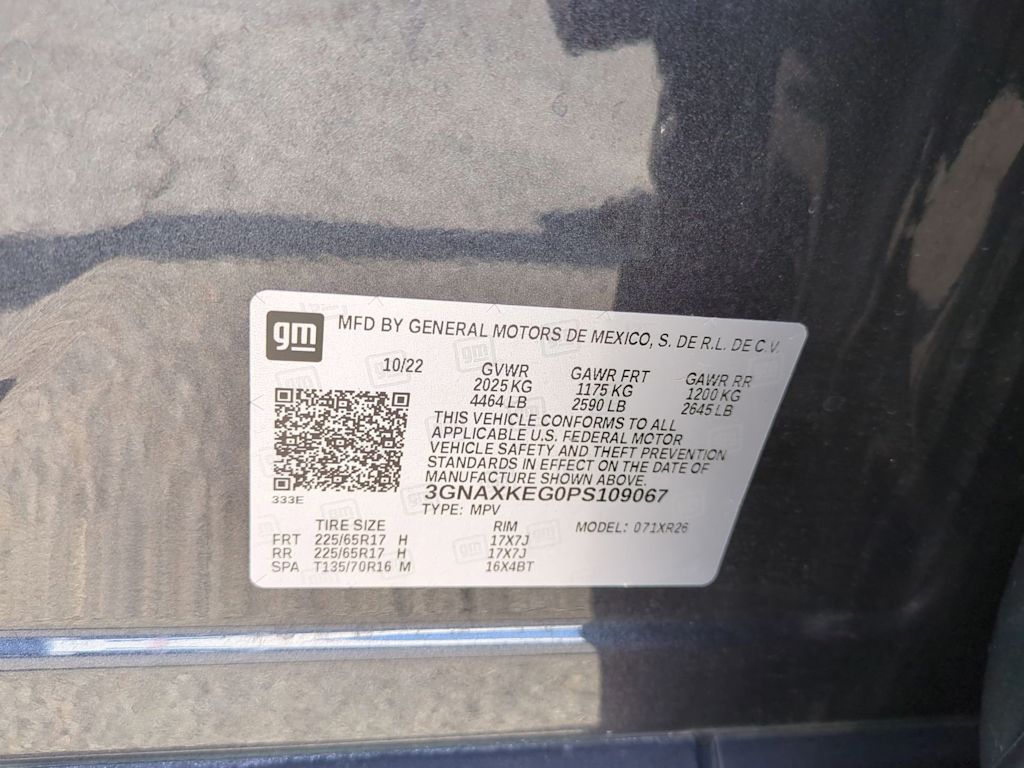 gm MFD BY GENERAL MOTORS DE MEXICO, S. DE R.L. DE C.V.
10/22 GVWR GAWR FRT GAWR RR
2025 KG 1175 KG 1200 KG
4464 LB 2590 LB 2645 LB
THIS VEHICLE CONFORMS TO ALL
APPLICABLE U.S. FEDERAL MOTOR
VEHICLE SAFETY AND THEFT PREVENTION
STANDARDS IN EFFECT ON THE DATE OF
MANUFACTURE SHOWN ABOVE.
333E 3GNAXKEG0PS109067
TYPE: MPV
TIRE SIZE RIM MODEL: 071XR26
FRT 225/65R17 H 17X7J
RR 225/65R17 H 17X7J
SPA T135/70R16 M 16X4BT